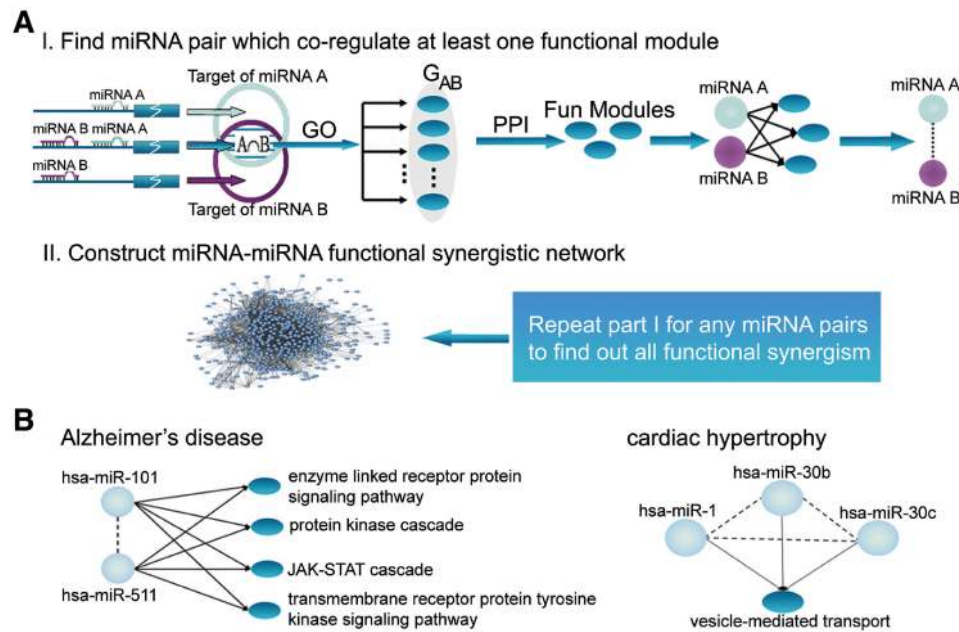 A
I. Find miRNA pair which co-regulate at least one functional module
Target of miRNA A
miRNA A
miRNA B miRNA A
miRNA B
A∩B
Target of miRNA B
GO
G_AB
PPI
Fun Modules
miRNA A
miRNA B
miRNA A
miRNA B
II. Construct miRNA-miRNA functional synergistic network
Repeat part I for any miRNA pairs
to find out all functional synergism
B
Alzheimer's disease
hsa-miR-101
hsa-miR-511
enzyme linked receptor protein
signaling pathway
protein kinase cascade
JAK-STAT cascade
transmembrane receptor protein tyrosine
kinase signaling pathway
cardiac hypertrophy
hsa-miR-30b
hsa-miR-1
hsa-miR-30c
vesicle-mediated transport